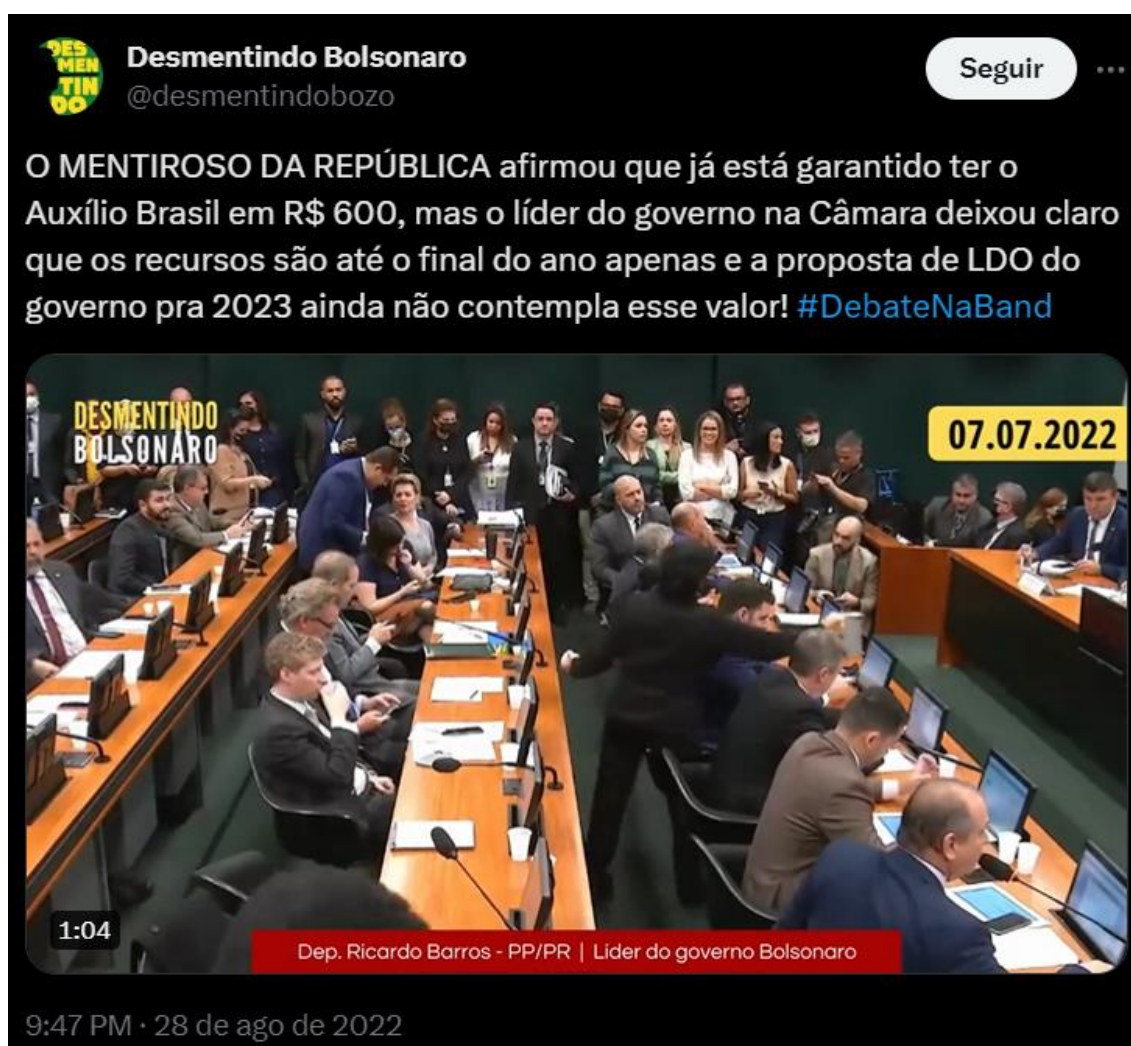 DES
MEN
TIN
DO
Desmentindo Bolsonaro
@desmentindobozo
Seguir
O MENTIROSO DA REPÚBLICA afirmou que já está garantido ter o
Auxílio Brasil em R$ 600, mas o líder do governo na Câmara deixou claro
que os recursos são até o final do ano apenas e a proposta de LDO do
governo pra 2023 ainda não contempla esse valor! #DebateNaBand
DESMENTINDO
BOLSONARO
07.07.2022
1:04
Dep. Ricardo Barros - PP/PR | Lider do governo Bolsonaro
9:47 PM · 28 de ago de 2022